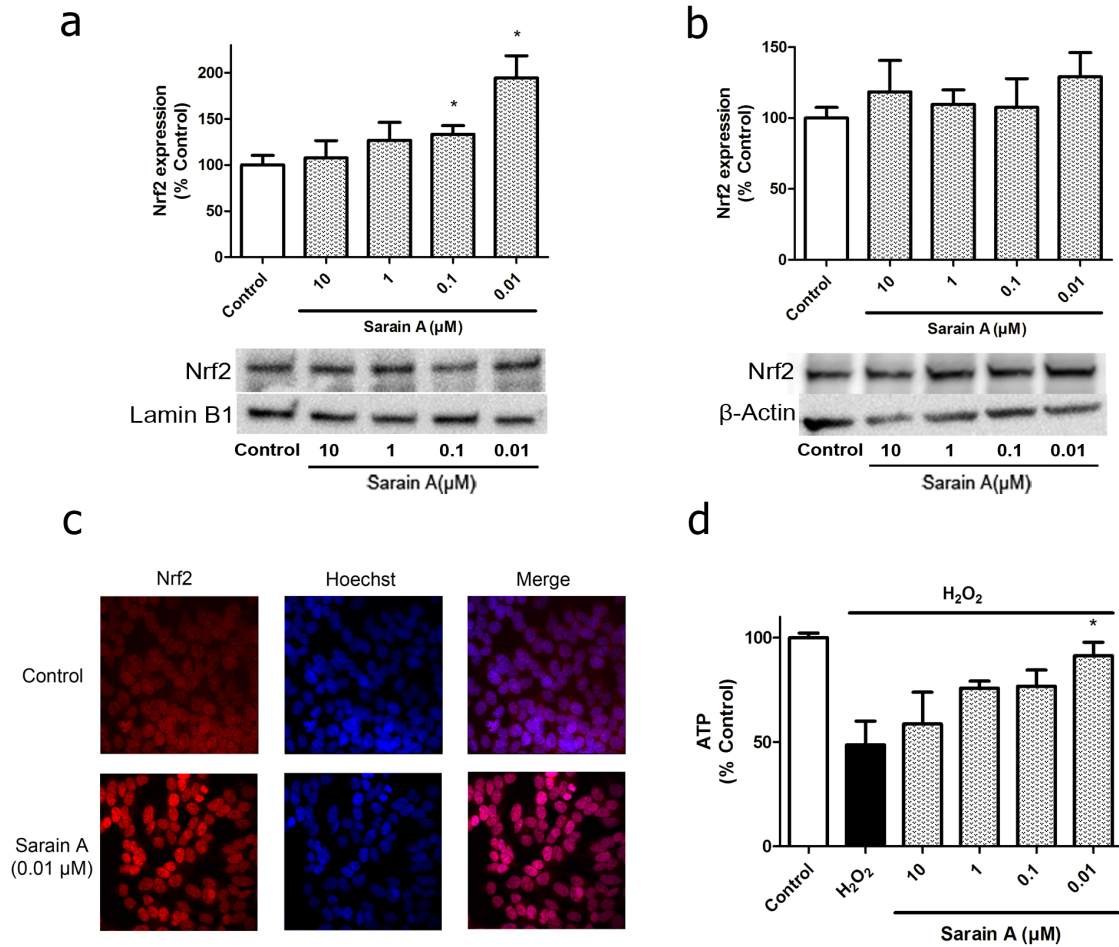 a
Nrf2 expression
(% Control)
200
150
100
50
0
*
*
Control
10
1
0.1
0.01
Sarain A (µM)
Nrf2
Lamin B1
Control 10 1 0.1 0.01
Sarain A(µM)
b
Nrf2 expression
(% Control)
150
100
50
0
Control
10
1
0.1
0.01
Sarain A (µM)
Nrf2
β-Actin
Control 10 1 0.1 0.01
Sarain A(µM)
c
Nrf2 Hoechst Merge
Control
Sarain A
(0.01 µM)
d
H₂O₂
*
ATP
(% Control)
100
50
0
Control
H₂O₂
10
1
0.1
0.01
Sarain A (µM)